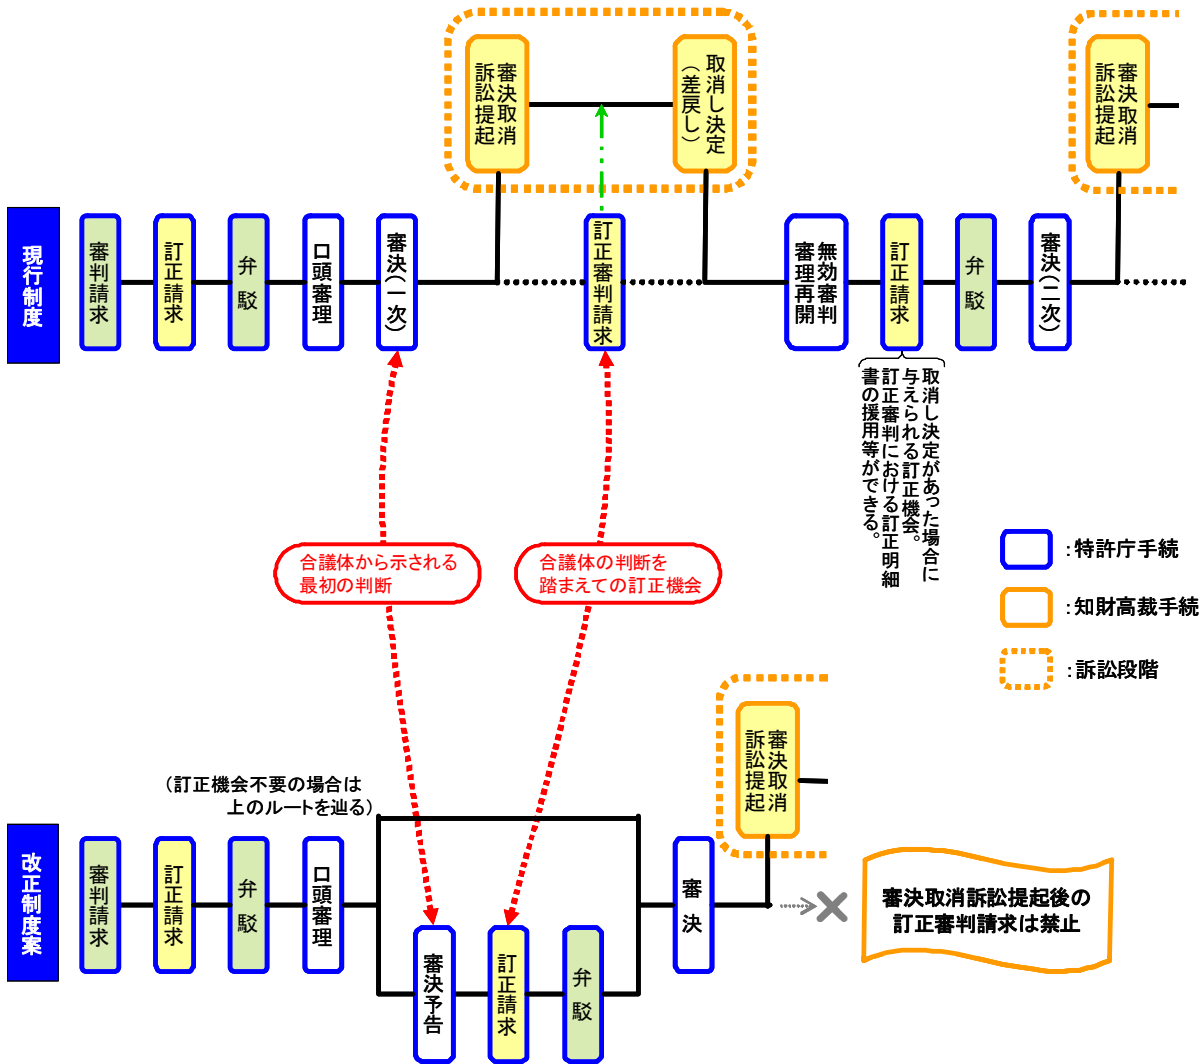 審決取消
訴訟提起
取消し決定
（差戻し）
審決取消
訴訟提起
現行制度
審判請求
訂正請求
弁駁
口頭審理
審決（一次）
訂正審判請求
無効審判
審理再開
訂正請求
弁駁
審決（二次）
取消し決定があった場合に
与えられる訂正機会。
訂正審判における訂正明細
書の援用等ができる。
合議体から示される
最初の判断
合議体の判断を
踏まえての訂正機会
：特許庁手続
：知財高裁手続
：訴訟段階
審決取消
訴訟提起
（訂正機会不要の場合は
上のルートを辿る）
改正制度案
審判請求
訂正請求
弁駁
口頭審理
審決予告
訂正請求
弁駁
審決
審決取消訴訟提起後の
訂正審判請求は禁止